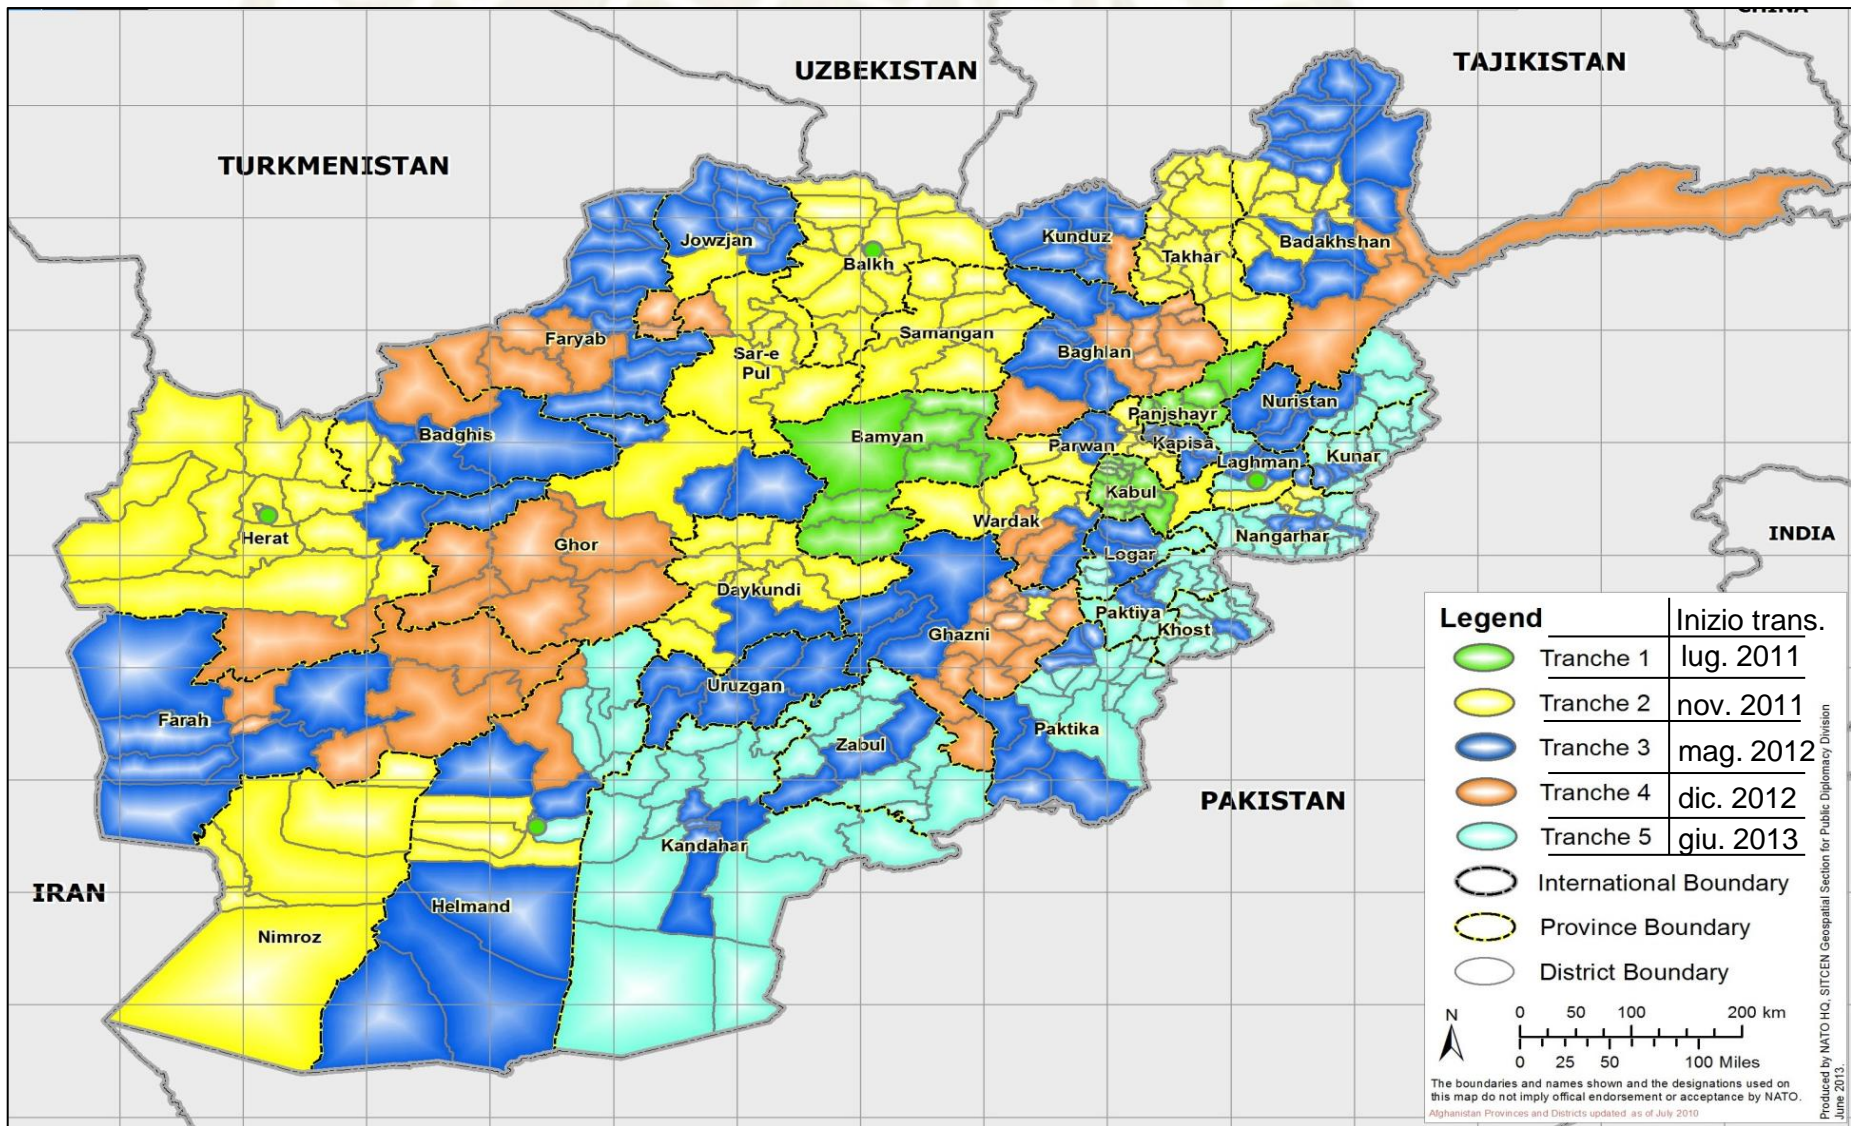 CHINA
UZBEKISTAN
TAJIKISTAN
TURKMENISTAN
Jowzjan
Kunduz
Badakhshan
Takhar
Balkh
Faryab
Samangan
Sar-e
Pul
Baghlan
Nuristan
Panjshayr
Badghis
Bamyan
Parwan
Kapisa
Kunar
Laghman
Kabul
Herat
Ghor
Wardak
Nangarhar
INDIA
Logar
Daykundi
Paktiya
Khost
Ghazni
Uruzgan
Farah
Paktika
Zabul
PAKISTAN
Kandahar
IRAN
Helmand
Nimroz
Legend Inizio trans.
Tranche 1 lug. 2011
Tranche 2 nov. 2011
Tranche 3 mag. 2012
Tranche 4 dic. 2012
Tranche 5 giu. 2013
International Boundary
Province Boundary
District Boundary
N
0 50 100 200 km
0 25 50 100 Miles
The boundaries and names shown and the designations used on
this map do not imply offical endorsement or acceptance by NATO.
Afghanistan Provinces and Districts updated as of July 2010
Produced by NATO HQ, SITCEN Geospatial Section for Public Diplomacy Division
June 2013.